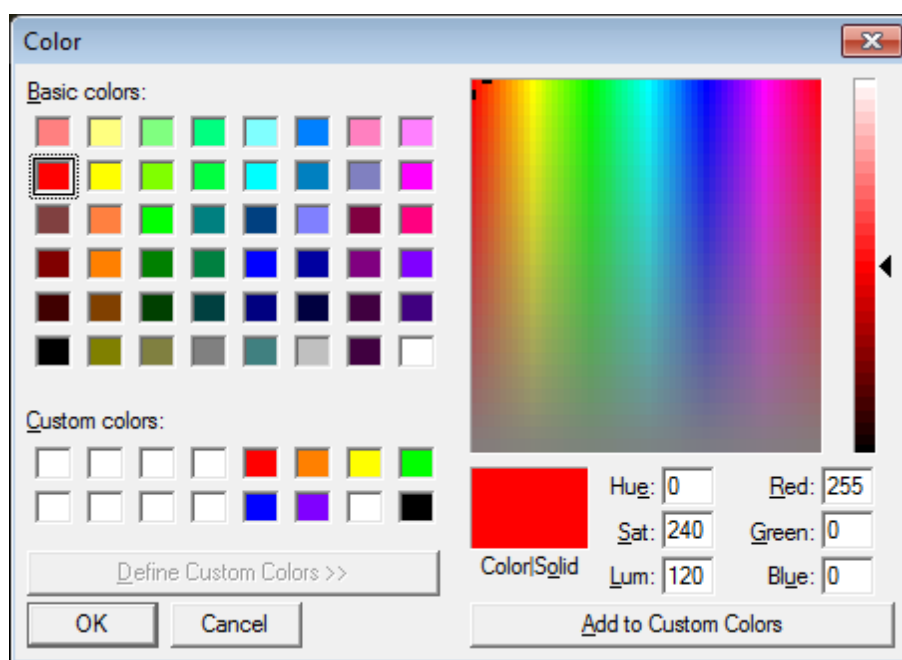 Color
Basic colors:
Custom colors:
Define Custom Colors >>
OK Cancel
Color|Solid
Hue: 0 Red: 255
Sat: 240 Green: 0
Lum: 120 Blue: 0
Add to Custom Colors